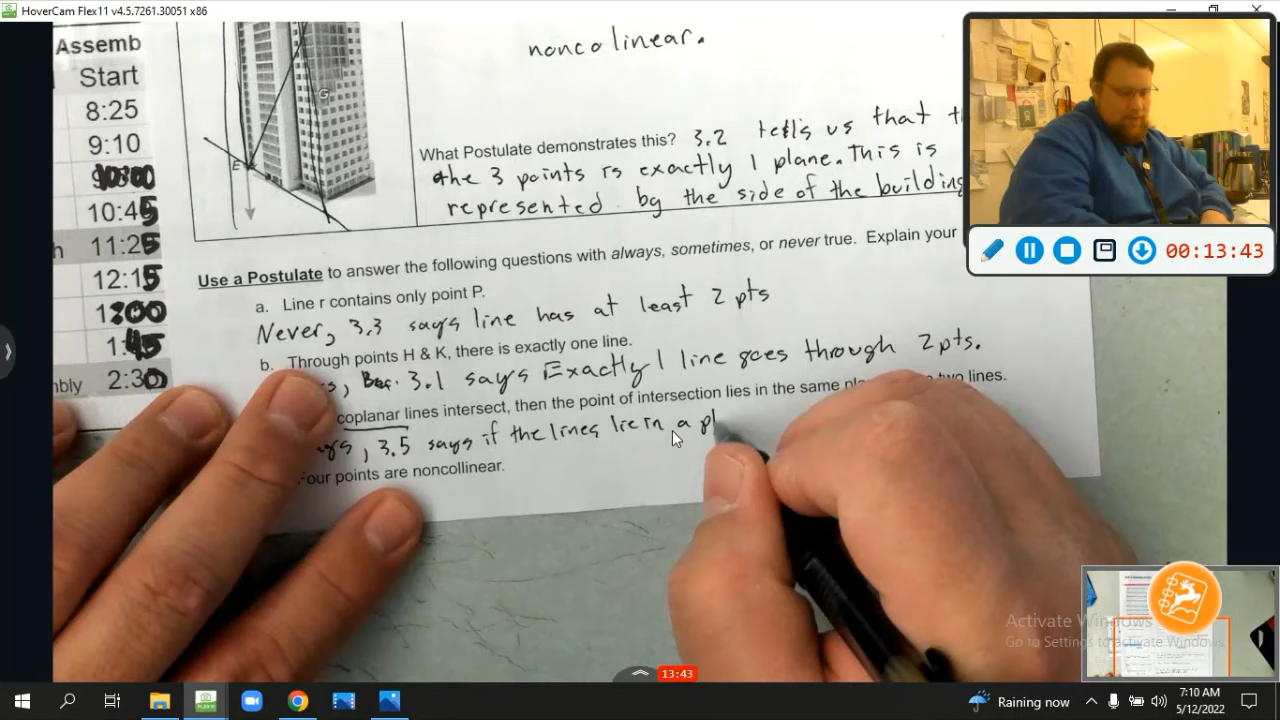 HoverCam Flex11 v4.5.7261.30051 x86
Assemb
Start
8:25
9:10
10:45
11:25
12:15
1:00
1:45
mbly 2:30
E
G
noncolinear.
What Postulate demonstrates this? 3.2 tells us that
the 3 points is exactly 1 plane. This is
represented by the side of the building
Use a Postulate to answer the following questions with always, sometimes, or never true. Explain your
a. Line r contains only point P.
Never, 3.3 says line has at least 2 pts
b. Through points H & K, there is exactly one line.
3.1 says Exactly 1 line goes through 2 pts.
coplanar lines intersect, then the point of intersection lies in the same two lines.
, 3.5 says if the lines lie in a pl
Four points are noncollinear.
00:13:43
Activate Windows
Go to Settings to activate Windows.
13:43
Raining now
7:10 AM
5/12/2022